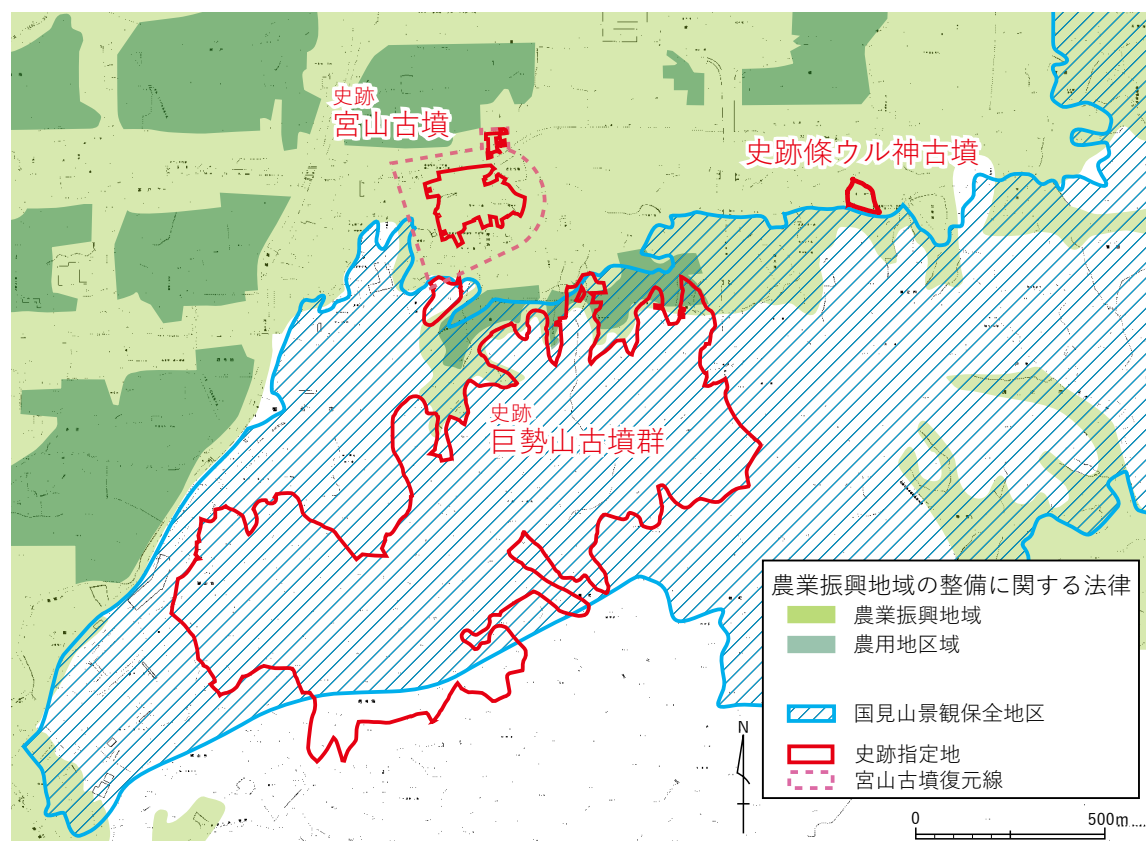 史跡
宮山古墳
史跡條ウル神古墳
史跡
巨勢山古墳群
農業振興地域の整備に関する法律
農業振興地域
農用地区域
国見山景観保全地区
史跡指定地
宮山古墳復元線
N
0
500m